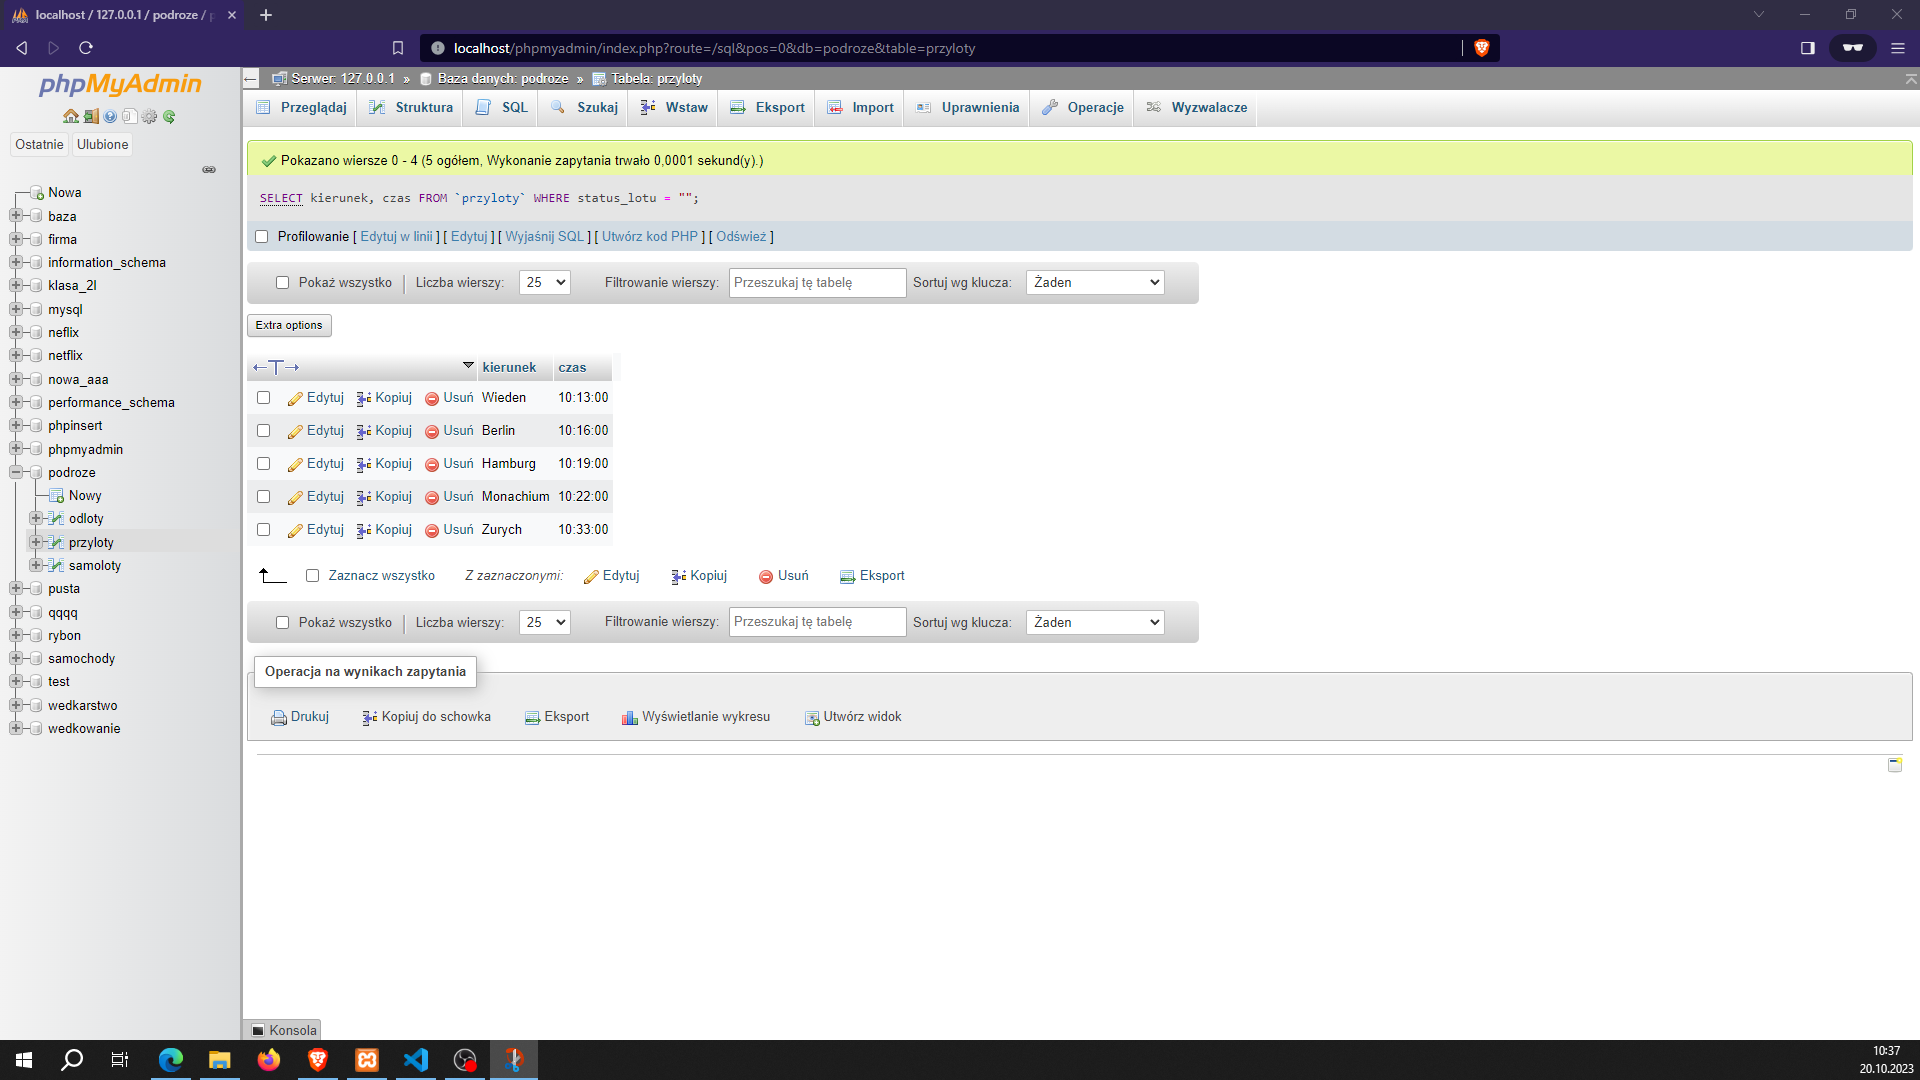 localhost / 127.0.0.1 / podroze / p
localhost/phpmyadmin/index.php?route=/sql&pos=0&db=podroze&table=przyloty
phpMyAdmin
Ostatnie Ulubione
Nowa
baza
firma
information_schema
klasa_2l
mysql
neflix
netflix
nowa_aaa
performance_schema
phpinsert
phpmyadmin
podroze
Nowy
odloty
przyloty
samoloty
pusta
qqqq
rybon
samochody
test
wedkarstwo
wedkowanie
Serwer: 127.0.0.1 » Baza danych: podroze » Tabela: przyloty
Przeglądaj Struktura SQL Szukaj Wstaw Eksport Import Uprawnienia Operacje Wyzwalacze
Pokazano wiersze 0 - 4 (5 ogółem, Wykonanie zapytania trwało 0,0001 sekund(y).)
SELECT kierunek, czas FROM `przyloty` WHERE status_lotu = "";
Profilowanie [ Edytuj w linii ] [ Edytuj ] [ Wyjaśnij SQL ] [ Utwórz kod PHP ] [ Odśwież ]
Pokaż wszystko Liczba wierszy: 25 Filtrowanie wierszy: Przeszukaj tę tabelę Sortuj wg klucza: Żaden
Extra options
←T→ kierunek czas
Edytuj Kopiuj Usuń Wieden 10:13:00
Edytuj Kopiuj Usuń Berlin 10:16:00
Edytuj Kopiuj Usuń Hamburg 10:19:00
Edytuj Kopiuj Usuń Monachium 10:22:00
Edytuj Kopiuj Usuń Zurych 10:33:00
Zaznacz wszystko Z zaznaczonymi: Edytuj Kopiuj Usuń Eksport
Pokaż wszystko Liczba wierszy: 25 Filtrowanie wierszy: Przeszukaj tę tabelę Sortuj wg klucza: Żaden
Operacja na wynikach zapytania
Drukuj Kopiuj do schowka Eksport Wyświetlanie wykresu Utwórz widok
Konsola
10:37
20.10.2023